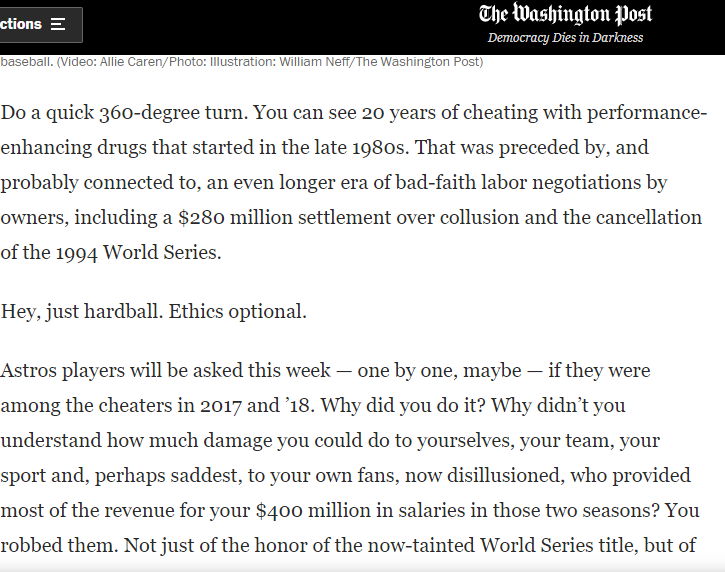 ctions
The Washington Post
Democracy Dies in Darkness
baseball. (Video: Allie Caren/Photo: Illustration: William Neff/The Washington Post)
Do a quick 360-degree turn. You can see 20 years of cheating with performance-
enhancing drugs that started in the late 1980s. That was preceded by, and
probably connected to, an even longer era of bad-faith labor negotiations by
owners, including a $280 million settlement over collusion and the cancellation
of the 1994 World Series.
Hey, just hardball. Ethics optional.
Astros players will be asked this week — one by one, maybe — if they were
among the cheaters in 2017 and ’18. Why did you do it? Why didn’t you
understand how much damage you could do to yourselves, your team, your
sport and, perhaps saddest, to your own fans, now disillusioned, who provided
most of the revenue for your $400 million in salaries in those two seasons? You
robbed them. Not just of the honor of the now-tainted World Series title, but of